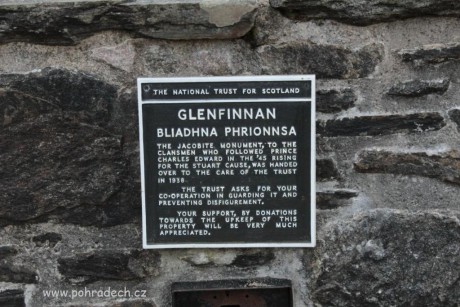 THE NATIONAL TRUST FOR SCOTLAND
GLENFINNAN
BLIADHNA PHRIONNSA
THE JACOBITE MONUMENT, TO THE
CLANSMEN WHO FOLLOWED PRINCE
CHARLES EDWARD IN THE '45 RISING
FOR THE STUART CAUSE, WAS HANDED
OVER TO THE CARE OF THE TRUST
IN 1938.
THE TRUST ASKS FOR YOUR
CO-OPERATION IN GUARDING IT AND
PREVENTING DISFIGUREMENT.
YOUR SUPPORT, BY DONATIONS
TOWARDS THE UPKEEP OF THIS
PROPERTY WILL BE VERY MUCH
APPRECIATED.
www.pohradech.cz